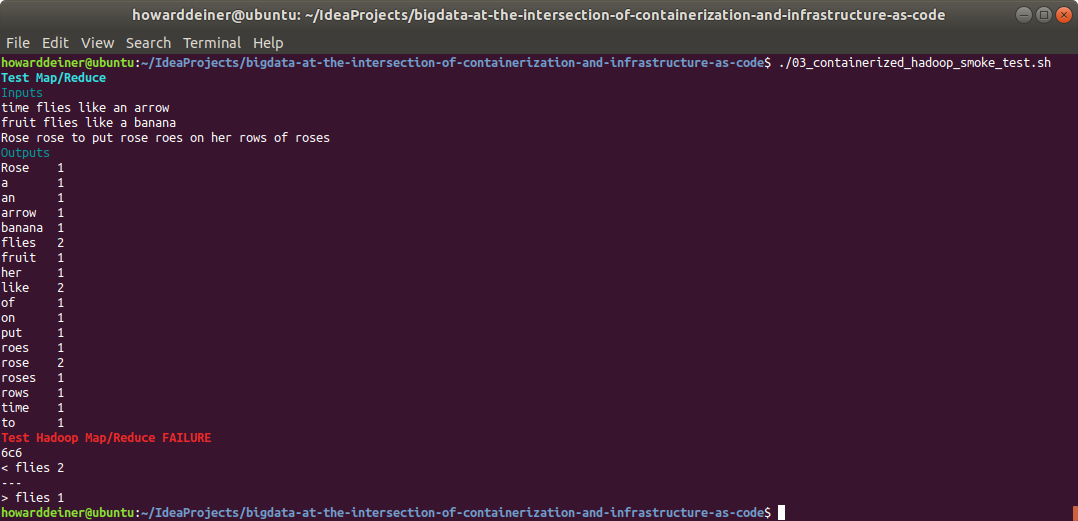 howarddeiner@ubuntu: ~/IdeaProjects/bigdata-at-the-intersection-of-containerization-and-infrastructure-as-code
File Edit View Search Terminal Help
howarddeiner@ubuntu:~/IdeaProjects/bigdata-at-the-intersection-of-containerization-and-infrastructure-as-code$ ./03_containerized_hadoop_smoke_test.sh
Test Map/Reduce
Inputs
time flies like an arrow
fruit flies like a banana
Rose rose to put rose roes on her rows of roses
Outputs
Rose    1
a       1
an      1
arrow   1
banana  1
flies   2
fruit   1
her     1
like    2
of      1
on      1
put     1
roes    1
rose    2
roses   1
rows    1
time    1
to      1
Test Hadoop Map/Reduce FAILURE
6c6
< flies 2
---
> flies 1
howarddeiner@ubuntu:~/IdeaProjects/bigdata-at-the-intersection-of-containerization-and-infrastructure-as-code$